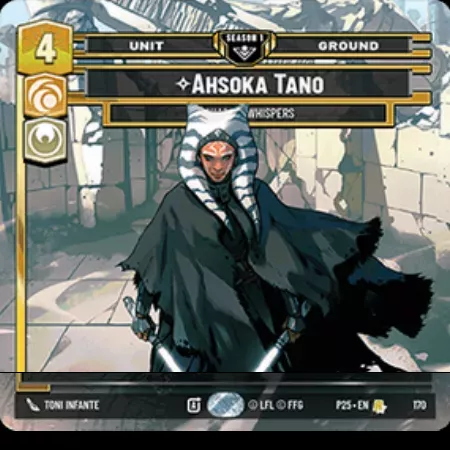 4
SEASON 1
UNIT GROUND
AHSOKA TANO
WHISPERS
TONI INFANTE © LFL © FFG P25 • EN 170